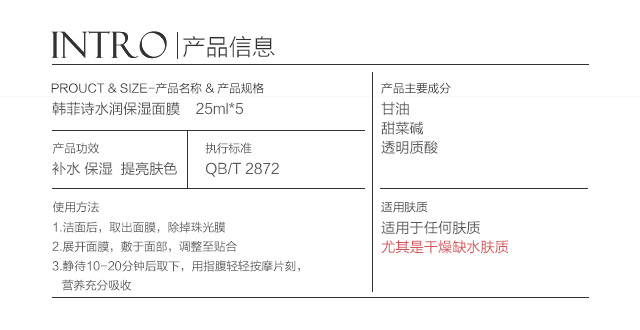 INTRO|产品信息
PROUCT & SIZE-产品名称 & 产品规格
韩菲诗水润保湿面膜 25ml*5
产品功效
补水 保湿 提亮肤色
执行标准
QB/T 2872
使用方法
1.洁面后，取出面膜，除掉珠光膜
2.展开面膜，敷于面部，调整至贴合
3.静待10-20分钟后取下，用指腹轻轻按摩片刻，
营养充分吸收
产品主要成分
甘油
甜菜碱
透明质酸
适用肤质
适用于任何肤质
尤其是干燥缺水肤质